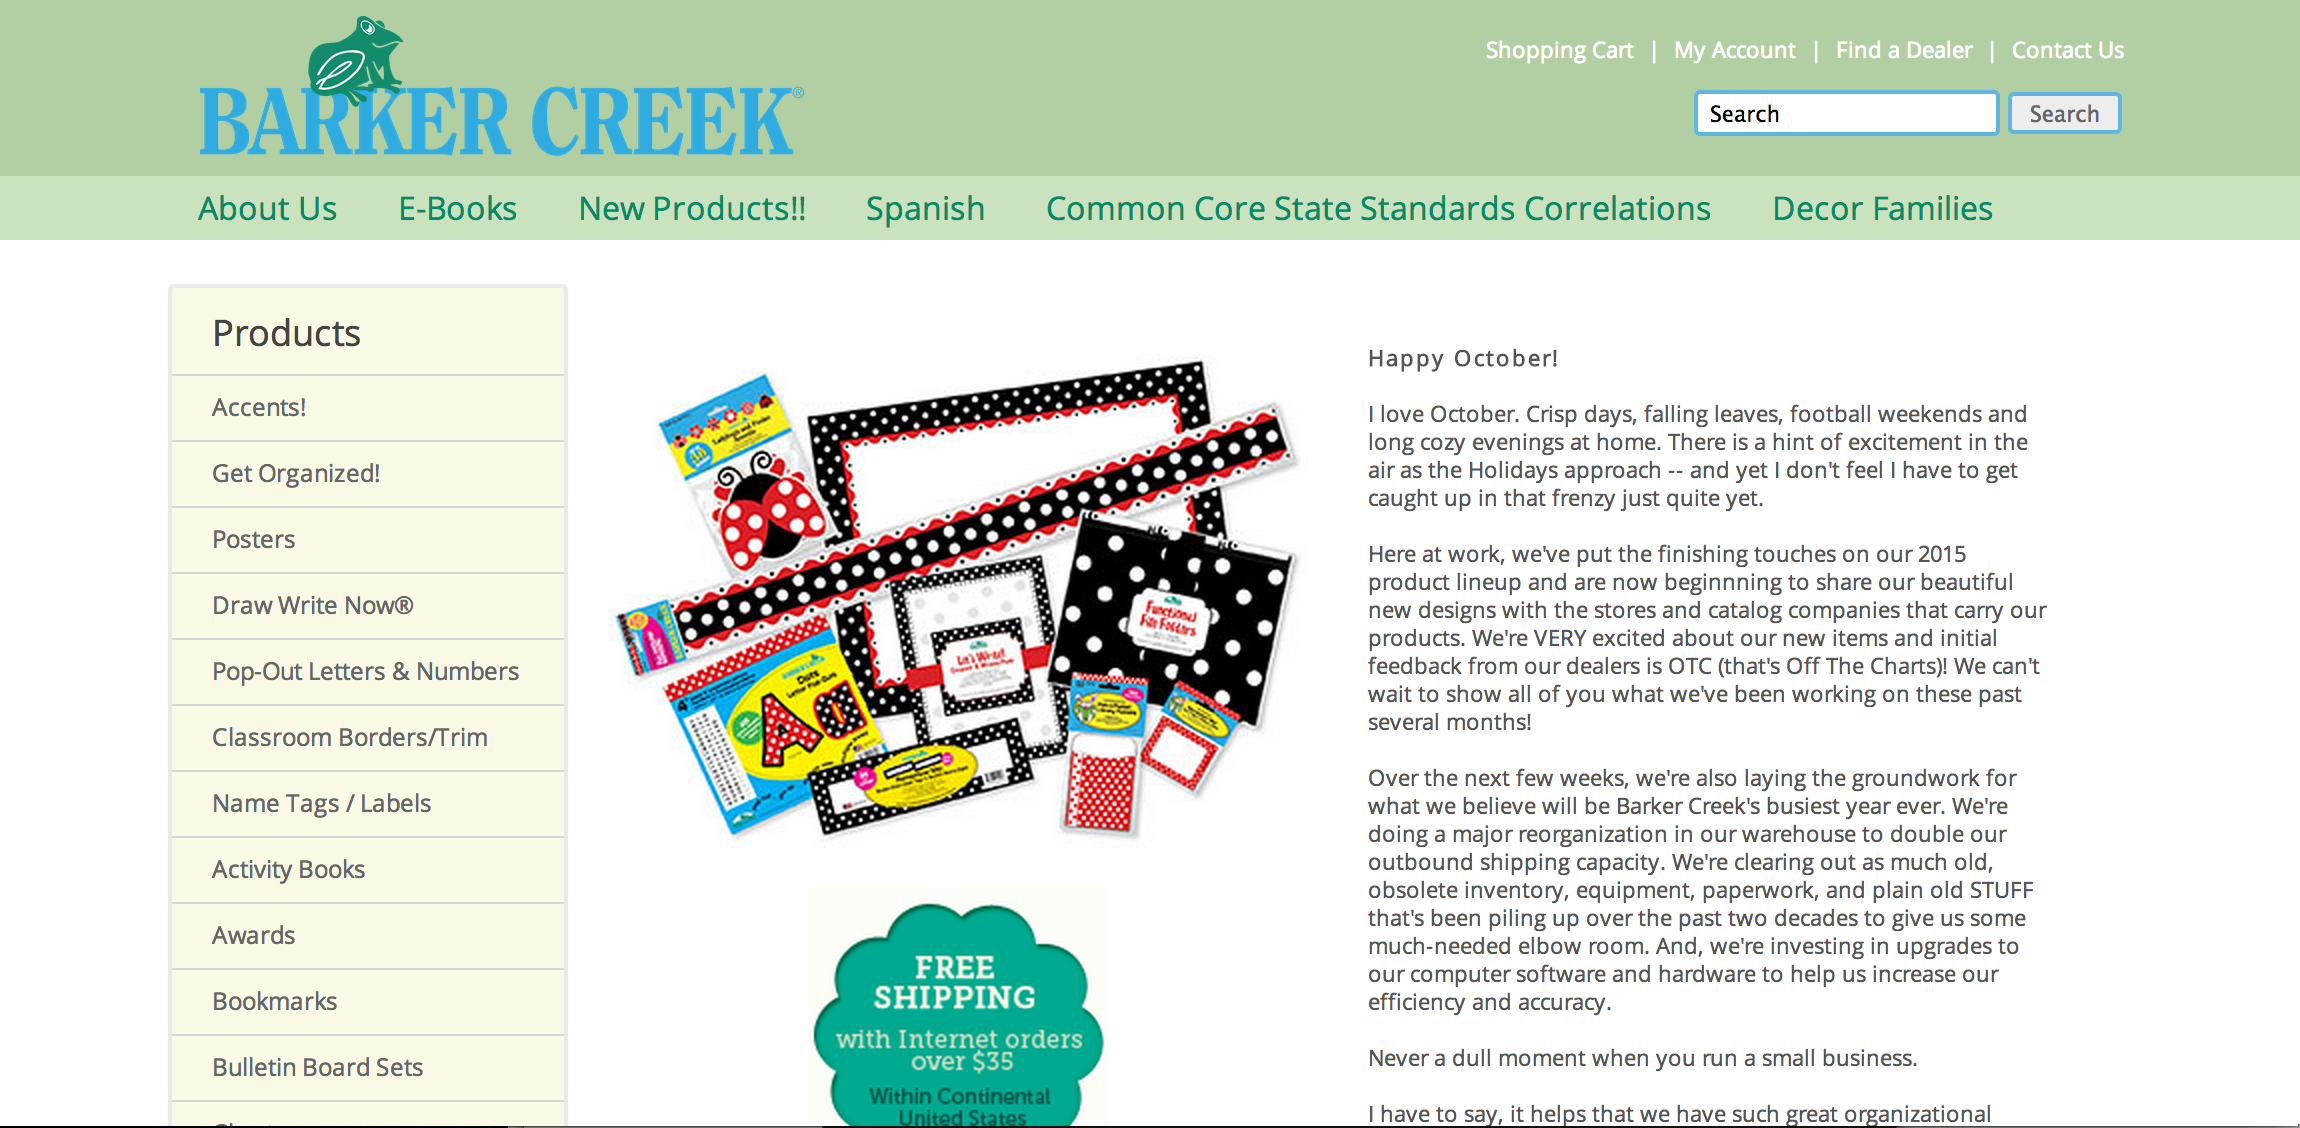 BARKER CREEK®
Shopping Cart | My Account | Find a Dealer | Contact Us
Search Search
About Us E-Books New Products!! Spanish Common Core State Standards Correlations Decor Families
Products
Accents!
Get Organized!
Posters
Draw Write Now®
Pop-Out Letters & Numbers
Classroom Borders/Trim
Name Tags / Labels
Activity Books
Awards
Bookmarks
Bulletin Board Sets
Functional
File Folders
Let's Write!
Dots
Letter Pop-Outs
Aa
FREE
SHIPPING
with Internet orders
over $35
Within Continental
United States
Happy October!
I love October. Crisp days, falling leaves, football weekends and
long cozy evenings at home. There is a hint of excitement in the
air as the Holidays approach -- and yet I don't feel I have to get
caught up in that frenzy just quite yet.
Here at work, we've put the finishing touches on our 2015
product lineup and are now beginnning to share our beautiful
new designs with the stores and catalog companies that carry our
products. We're VERY excited about our new items and initial
feedback from our dealers is OTC (that's Off The Charts)! We can't
wait to show all of you what we've been working on these past
several months!
Over the next few weeks, we're also laying the groundwork for
what we believe will be Barker Creek's busiest year ever. We're
doing a major reorganization in our warehouse to double our
outbound shipping capacity. We're clearing out as much old,
obsolete inventory, equipment, paperwork, and plain old STUFF
that's been piling up over the past two decades to give us some
much-needed elbow room. And, we're investing in upgrades to
our computer software and hardware to help us increase our
efficiency and accuracy.
Never a dull moment when you run a small business.
I have to say, it helps that we have such great organizational